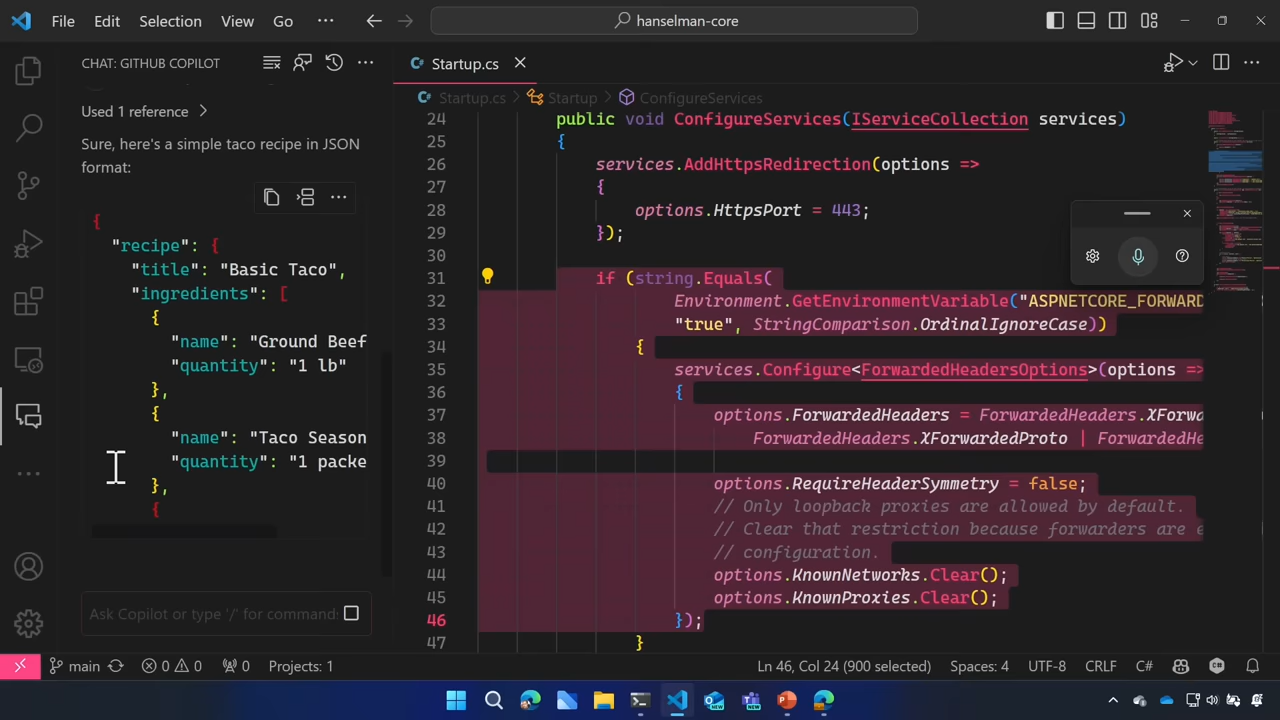 File Edit Selection View Go ··· hanselman-core
CHAT: GITHUB COPILOT
Used 1 reference
Sure, here's a simple taco recipe in JSON
format:
{
"recipe": {
"title": "Basic Taco",
"ingredients": [
{
"name": "Ground Beef
"quantity": "1 lb"
},
{
"name": "Taco Season
"quantity": "1 packe
},
{
Ask Copilot or type '/' for commands
Startup.cs
Startup.cs > Startup > ConfigureServices
24 public void ConfigureServices(IServiceCollection services)
25 {
26 services.AddHttpsRedirection(options =>
27 {
28 options.HttpsPort = 443;
29 });
30
31 if (string.Equals(
32 Environment.GetEnvironmentVariable("ASPNETCORE_FORWARD
33 "true", StringComparison.OrdinalIgnoreCase))
34 {
35 services.Configure<ForwardedHeadersOptions>(options =>
36 {
37 options.ForwardedHeaders = ForwardedHeaders.XForwa
38 ForwardedHeaders.XForwardedProto | ForwardedHe
39
40 options.RequireHeaderSymmetry = false;
41 // Only loopback proxies are allowed by default.
42 // Clear that restriction because forwarders are e
43 // configuration.
44 options.KnownNetworks.Clear();
45 options.KnownProxies.Clear();
46 });
47 }
main 0 0 0 Projects: 1 Ln 46, Col 24 (900 selected) Spaces: 4 UTF-8 CRLF C#